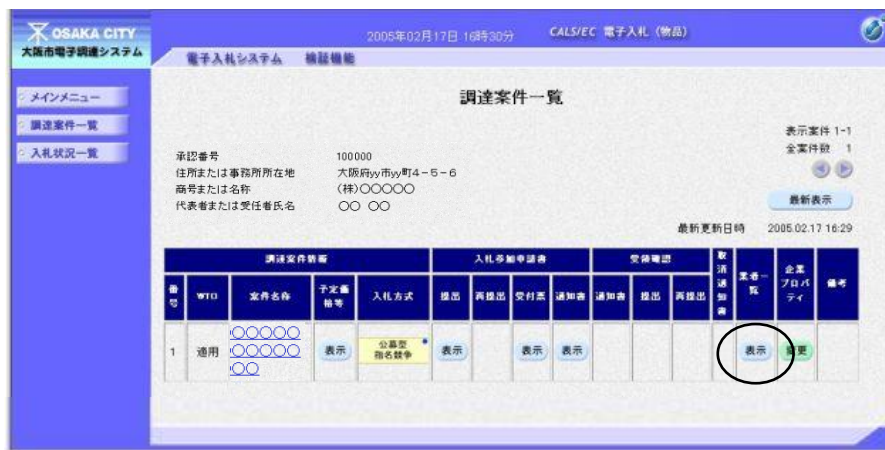 OSAKA CITY
大阪市電子調達システム
2005年02月17日 16時30分
CALS/EC 電子入札（物品）
電子入札システム 検証機能
メインメニュー
調達案件一覧
入札状況一覧
調達案件一覧
表示案件 1-1
全案件数 1
承認番号 100000
住所または事務所所在地 大阪府yy市yy町4－5－6
商号または名称 (株)〇〇〇〇〇
代表者または受任者氏名 〇〇 〇〇
最新表示
最新更新日時 2005.02.17 16:29
調達案件情報 入札参加申請書 受領確認 取消通知書 業者一覧 企業プロパティ 備考
番号 WTO 案件名称 予定価格等 入札方式 提出 再提出 受付票 通知書 通知書 提出 再提出
1 適用 〇〇〇〇〇 表示 公募型 表示 表示 表示 表示 変更
〇〇〇〇〇 指名競争
〇〇